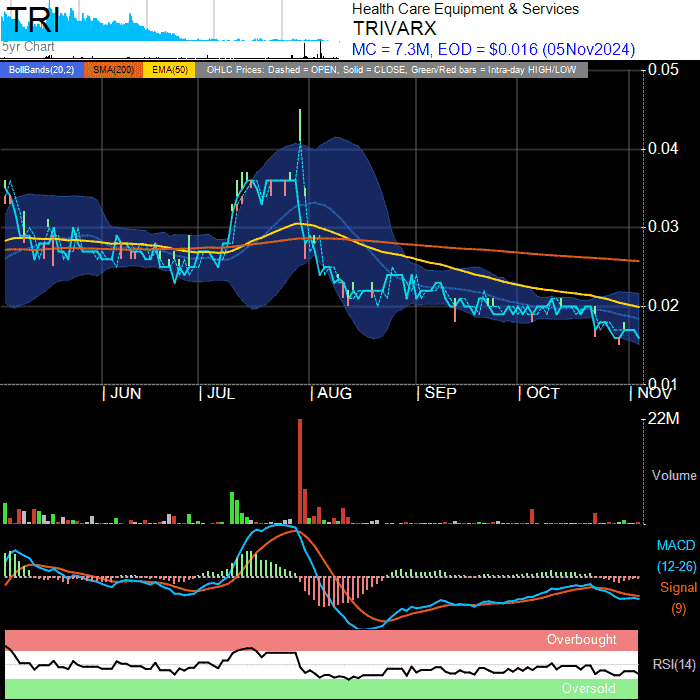 TRI
Health Care Equipment & Services
TRIVARX
5yr Chart
MC = 7.3M, EOD = $0.016 (05Nov2024)
BollBands(20,2) SMA(200) EMA(50) OHLC Prices: Dashed = OPEN, Solid = CLOSE, Green/Red bars = Intra-day HIGH/LOW
0.05
0.04
0.03
0.02
0.01
JUN JUL AUG SEP OCT NOV
22M
Volume
MACD
(12-26)
Signal
(9)
Overbought
RSI(14)
Oversold